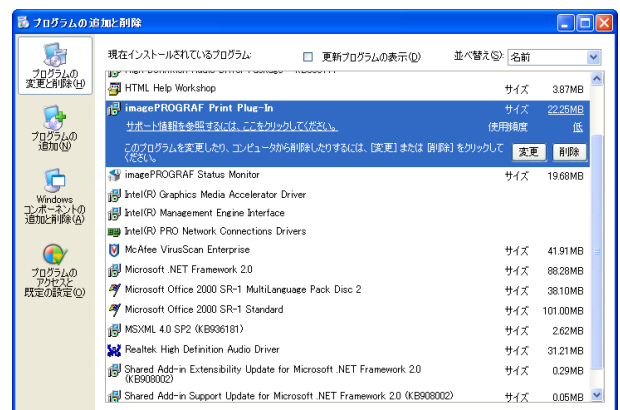 プログラムの追加と削除
プログラムの
変更と削除(H)
プログラムの
追加(N)
Windows
コンポーネントの
追加と削除(A)
プログラムの
アクセスと
既定の設定(O)
現在インストールされているプログラム:
更新プログラムの表示(D)
並べ替え(S):
名前
HTML Help Workshop サイズ 3.87MB
imagePROGRAF Print Plug-In サイズ 22.25MB
サポート情報を参照するには、ここをクリックしてください。 使用頻度 低
このプログラムを変更したり、コンピュータから削除したりするには、[変更] または [削除] をクリックして
ください。
変更 削除
imagePROGRAF Status Monitor サイズ 19.68MB
Intel(R) Graphics Media Accelerator Driver
Intel(R) Management Engine Interface
Intel(R) PRO Network Connections Drivers
McAfee VirusScan Enterprise サイズ 41.91MB
Microsoft .NET Framework 2.0 サイズ 88.28MB
Microsoft Office 2000 SR-1 MultiLanguage Pack Disc 2 サイズ 38.10MB
Microsoft Office 2000 SR-1 Standard サイズ 101.00MB
MSXML 4.0 SP2 (KB936181) サイズ 2.62MB
Realtek High Definition Audio Driver サイズ 31.21MB
Shared Add-in Extensibility Update for Microsoft .NET Framework 2.0
(KB908002) サイズ 0.29MB
Shared Add-in Support Update for Microsoft .NET Framework 2.0 (KB908002) サイズ 0.05MB